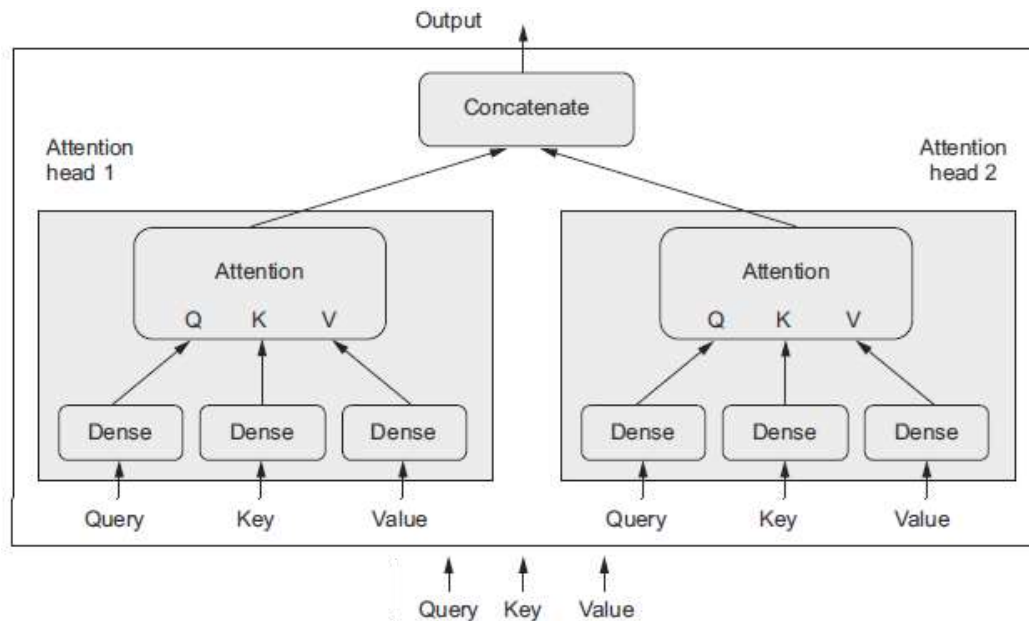 Output
Concatenate
Attention
head 1
Attention
head 2
Attention
Q K V
Attention
Q K V
Dense Dense Dense
Dense Dense Dense
Query Key Value
Query Key Value
Query Key Value